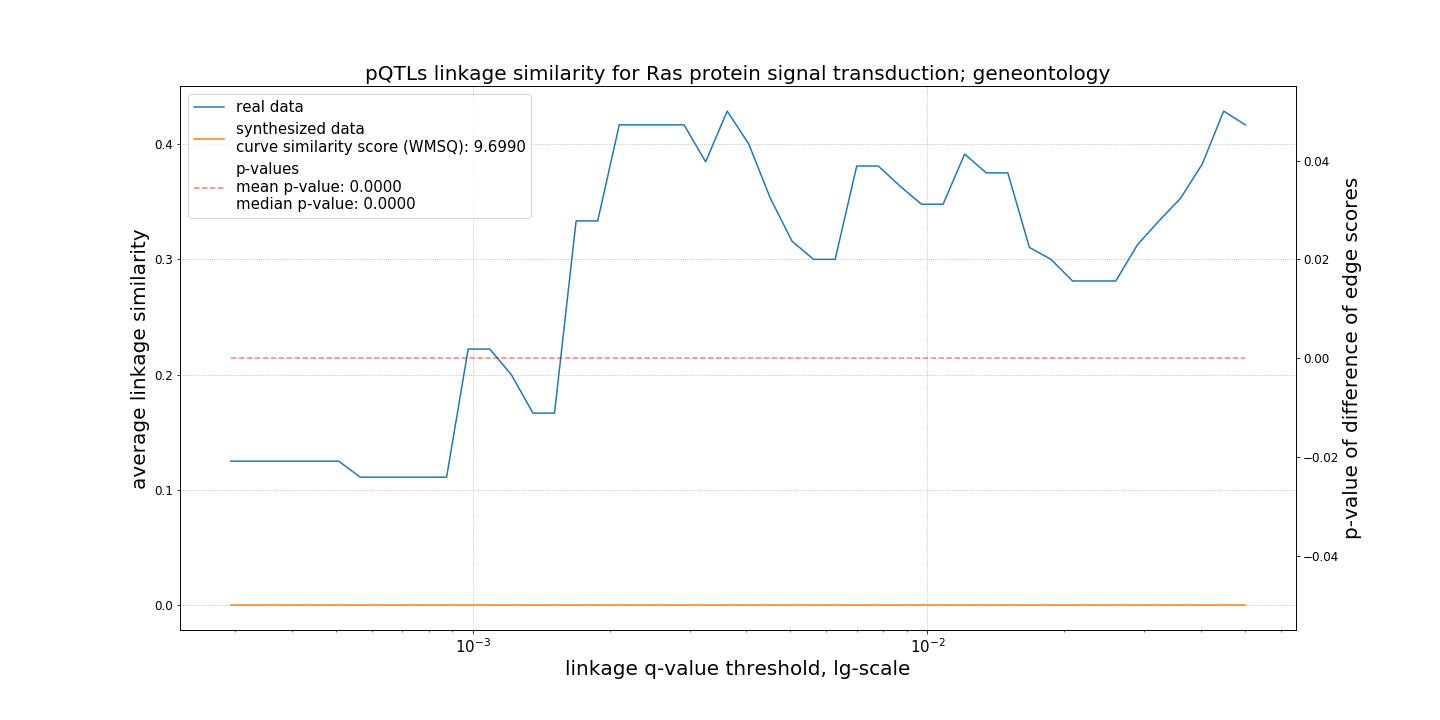 pQTLs linkage similarity for Ras protein signal transduction; geneontology
real data
synthesized data
curve similarity score (WMSQ): 9.6990
p-values
mean p-value: 0.0000
median p-value: 0.0000
average linkage similarity
0.4
0.3
0.2
0.1
0.0
0.04
0.02
0.00
−0.02
−0.04
p-value of difference of edge scores
10⁻³
10⁻²
linkage q-value threshold, lg-scale